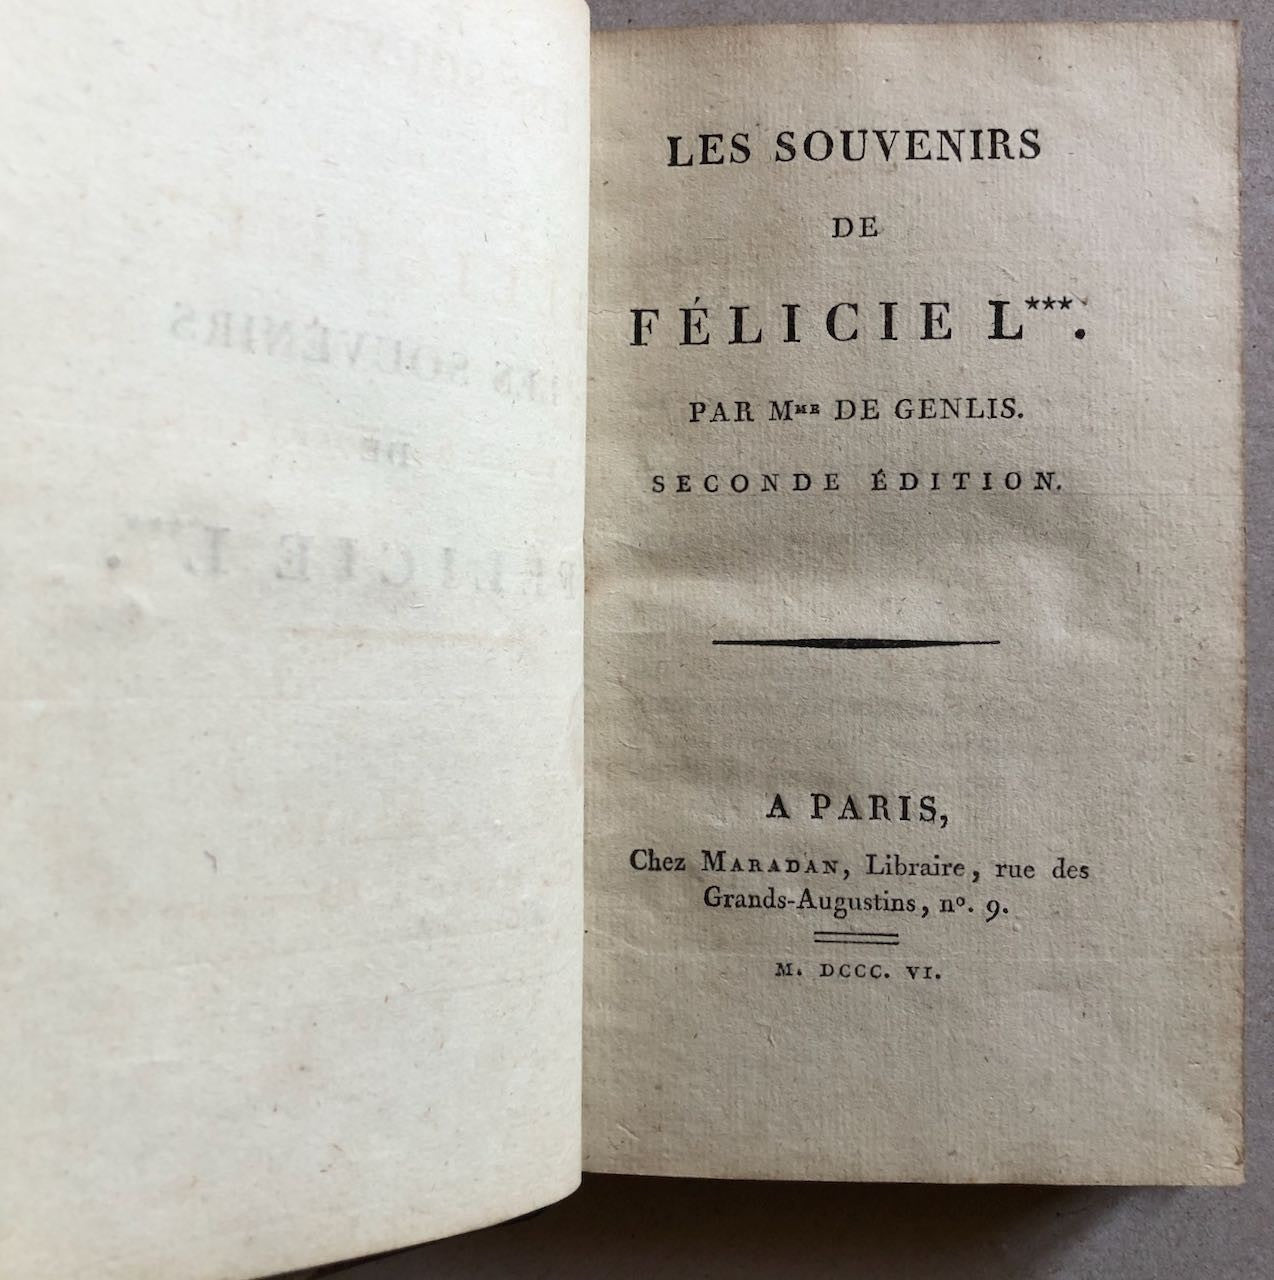 LES SOUVENIRS
DE
FÉLICIE L***.
PAR Mme DE GENLIS.
SECONDE ÉDITION.
A PARIS,
Chez MARADAN, Libraire, rue des
Grands-Augustins, no. 9.
M. DCCC. VI.